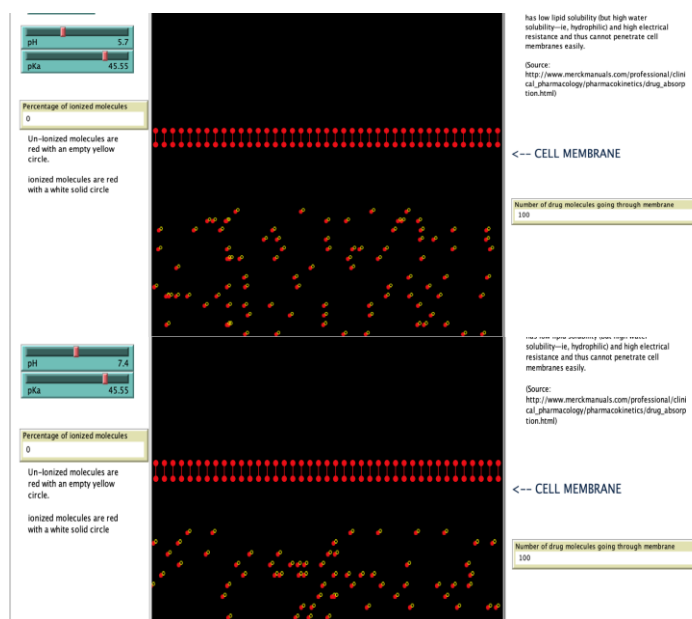 has low lipid solubility (but high water
solubility—ie, hydrophilic) and high electrical
resistance and thus cannot penetrate cell
membranes easily.
pH 5.7
pKa 45.55
(Source:
http://www.merckmanuals.com/professional/clini
cal_pharmacology/pharmacokinetics/drug_absorp
tion.html)
Percentage of ionized molecules
0
Un-Ionized molecules are
red with an empty yellow
circle.
ionized molecules are red
with a white solid circle
<-- CELL MEMBRANE
Number of drug molecules going through membrane
100
has low lipid solubility (but high water
solubility—ie, hydrophilic) and high electrical
resistance and thus cannot penetrate cell
membranes easily.
pH 7.4
pKa 45.55
(Source:
http://www.merckmanuals.com/professional/clini
cal_pharmacology/pharmacokinetics/drug_absorp
tion.html)
Percentage of ionized molecules
0
Un-Ionized molecules are
red with an empty yellow
circle.
ionized molecules are red
with a white solid circle
<-- CELL MEMBRANE
Number of drug molecules going through membrane
100